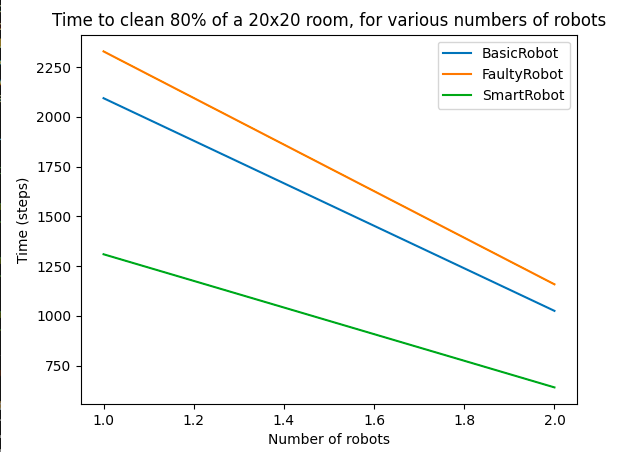 Time to clean 80% of a 20x20 room, for various numbers of robots
BasicRobot
FaultyRobot
SmartRobot
Time (steps)
2250
2000
1750
1500
1250
1000
750
1.0 1.2 1.4 1.6 1.8 2.0
Number of robots